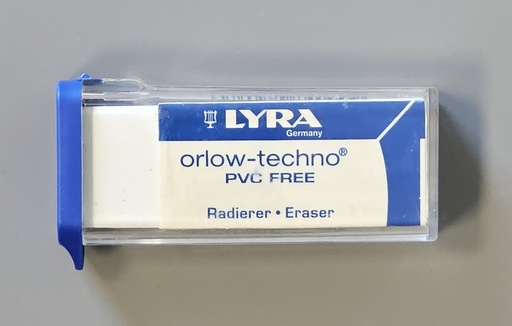 LYRA
Germany
orlow-techno®
PVC FREE
Radierer • Eraser